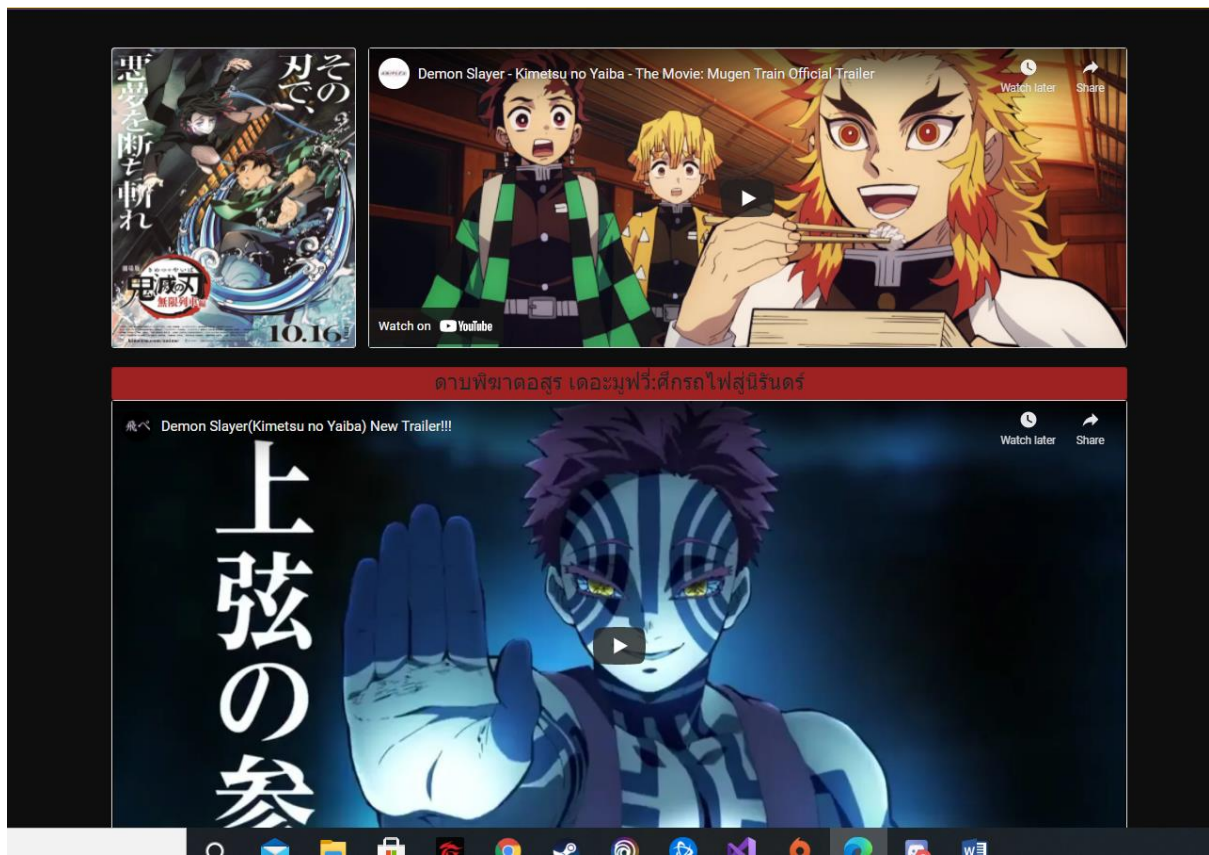 その
刃で、
悪夢を断ち斬れ
劇場版
鬼滅の刃
無限列車編
10.16
Demon Slayer - Kimetsu no Yaiba - The Movie: Mugen Train Official Trailer
Watch later
Share
Watch on YouTube
ดาบพิฆาตอสูร เดอะมูฟวี่:ศึกรถไฟสู่นิรันดร์
Demon Slayer(Kimetsu no Yaiba) New Trailer!!!
Watch later
Share
上弦の参